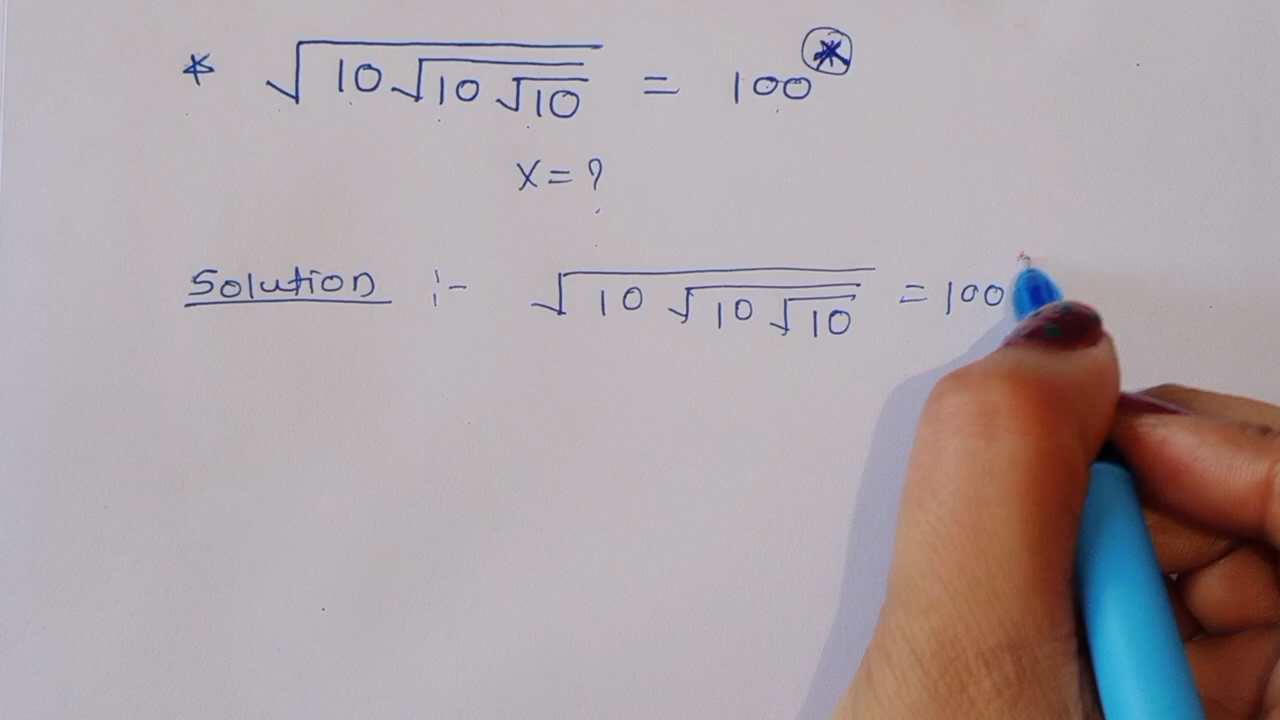 * √(10√(10√10)) = 100^x
x = ?
Solution :- √(10√(10√10)) = 100